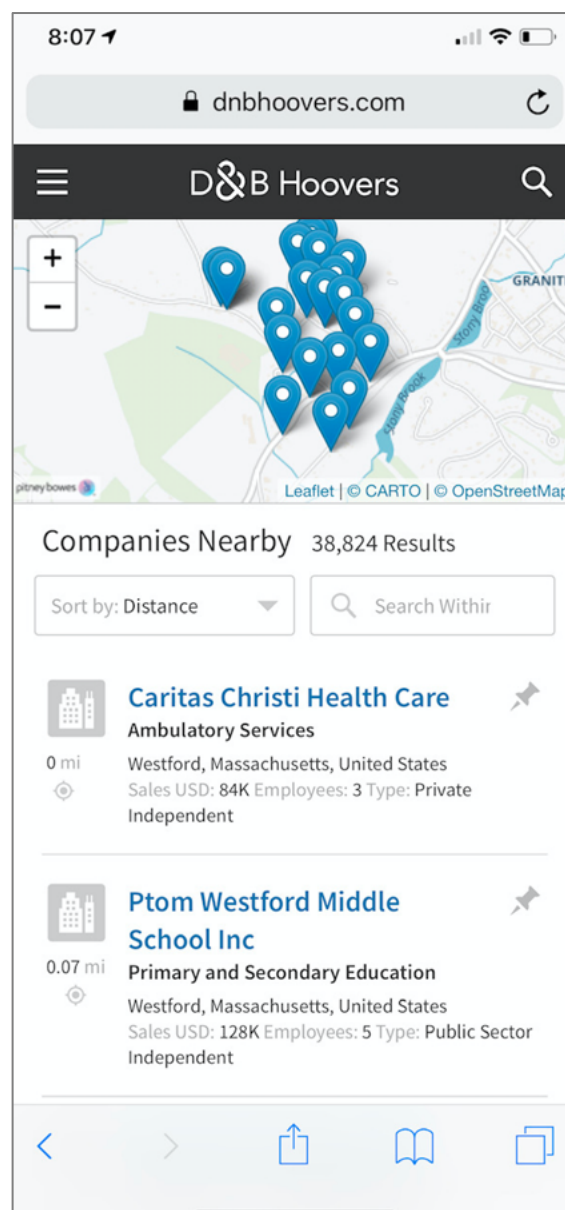 8:07
dnbhoovers.com
D&B Hoovers
+
−
GRANIT
Stony Brook
Stony Brook
pitney bowes
Leaflet | © CARTO | © OpenStreetMap
Companies Nearby 38,824 Results
Sort by: Distance
Search Within
Caritas Christi Health Care
Ambulatory Services
0 mi
Westford, Massachusetts, United States
Sales USD: 84K Employees: 3 Type: Private
Independent
Ptom Westford Middle
School Inc
0.07 mi
Primary and Secondary Education
Westford, Massachusetts, United States
Sales USD: 128K Employees: 5 Type: Public Sector
Independent